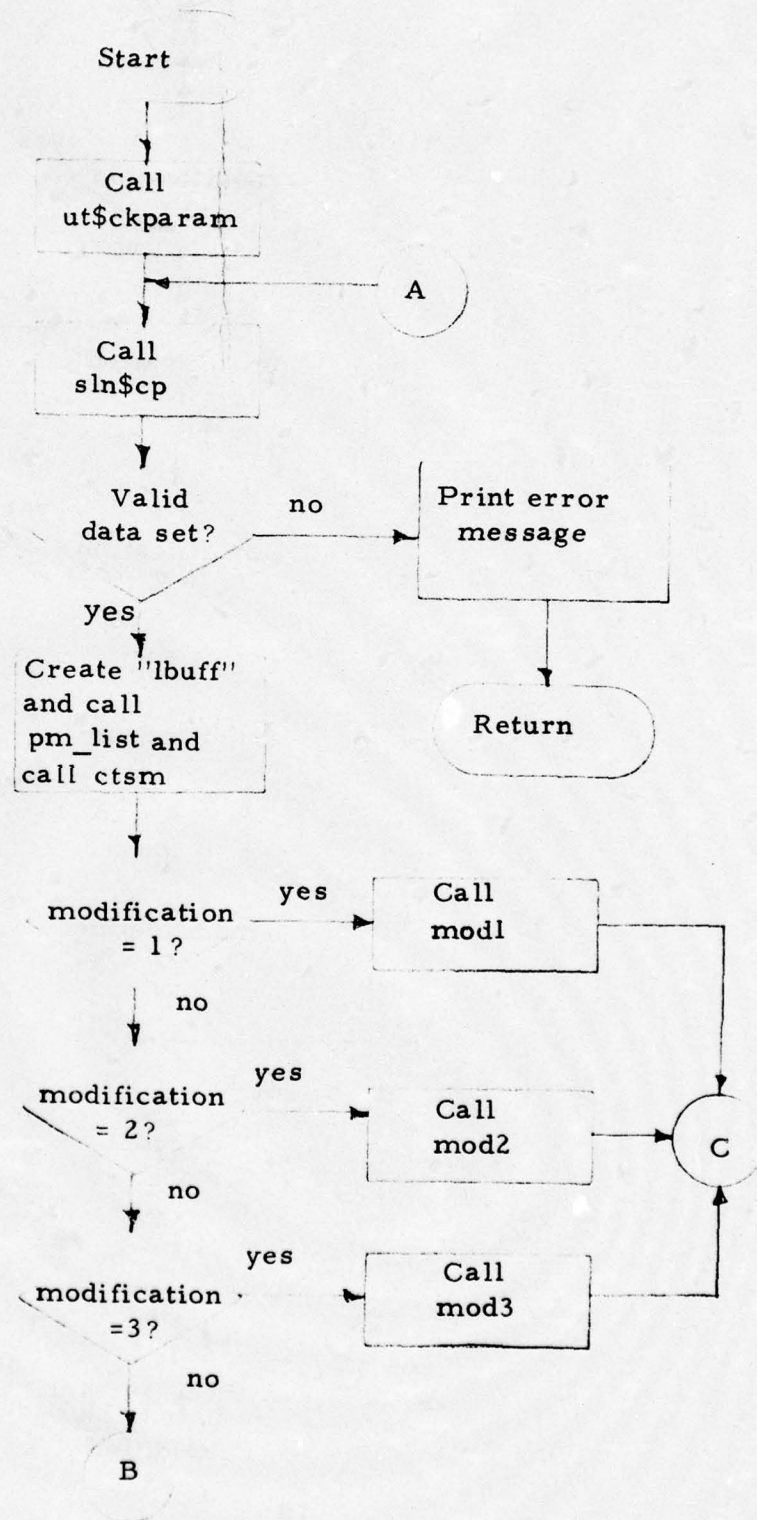 Start
Call
ut$ckparam
A
Call
sln$cp
Valid
data set?
no
Print error
message
yes
Return
Create "lbuff"
and call
pm_list and
call ctsm
modification
= 1?
yes
Call
mod1
no
modification
= 2?
yes
Call
mod2
C
no
modification
=3?
yes
Call
mod3
no
B